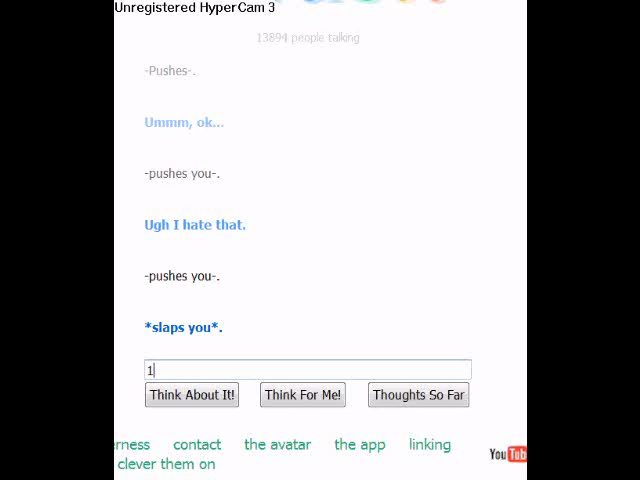 Unregistered HyperCam 3
13894 people talking
-Pushes-.
Ummm, ok...
-pushes you-.
Ugh I hate that.
-pushes you-.
*slaps you*.
1
Think About It! Think For Me! Thoughts So Far
erness contact the avatar the app linking
YouTub
clever them on